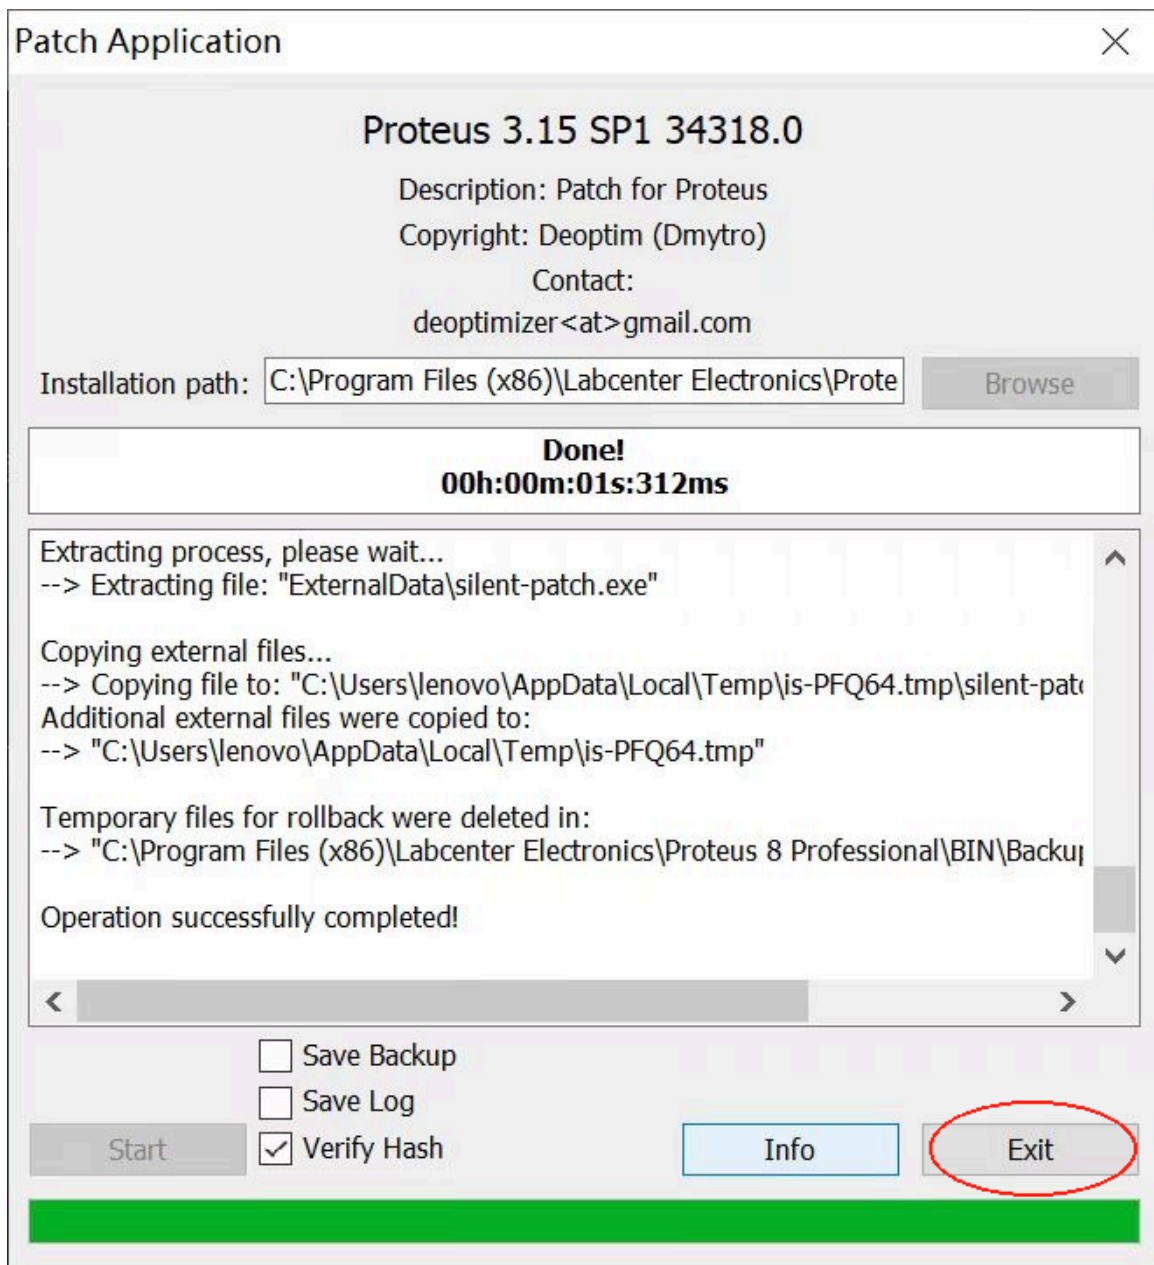 Patch Application
Proteus 3.15 SP1 34318.0
Description: Patch for Proteus
Copyright: Deoptim (Dmytro)
Contact:
deoptimizer<at>gmail.com
Installation path: C:\Program Files (x86)\Labcenter Electronics\Prote Browse
Done!
00h:00m:01s:312ms
Extracting process, please wait...
--> Extracting file: "ExternalData\silent-patch.exe"
Copying external files...
--> Copying file to: "C:\Users\lenovo\AppData\Local\Temp\is-PFQ64.tmp\silent-patc
Additional external files were copied to:
--> "C:\Users\lenovo\AppData\Local\Temp\is-PFQ64.tmp"
Temporary files for rollback were deleted in:
--> "C:\Program Files (x86)\Labcenter Electronics\Proteus 8 Professional\BIN\Backup
Operation successfully completed!
Save Backup
Save Log
Start Verify Hash Info Exit